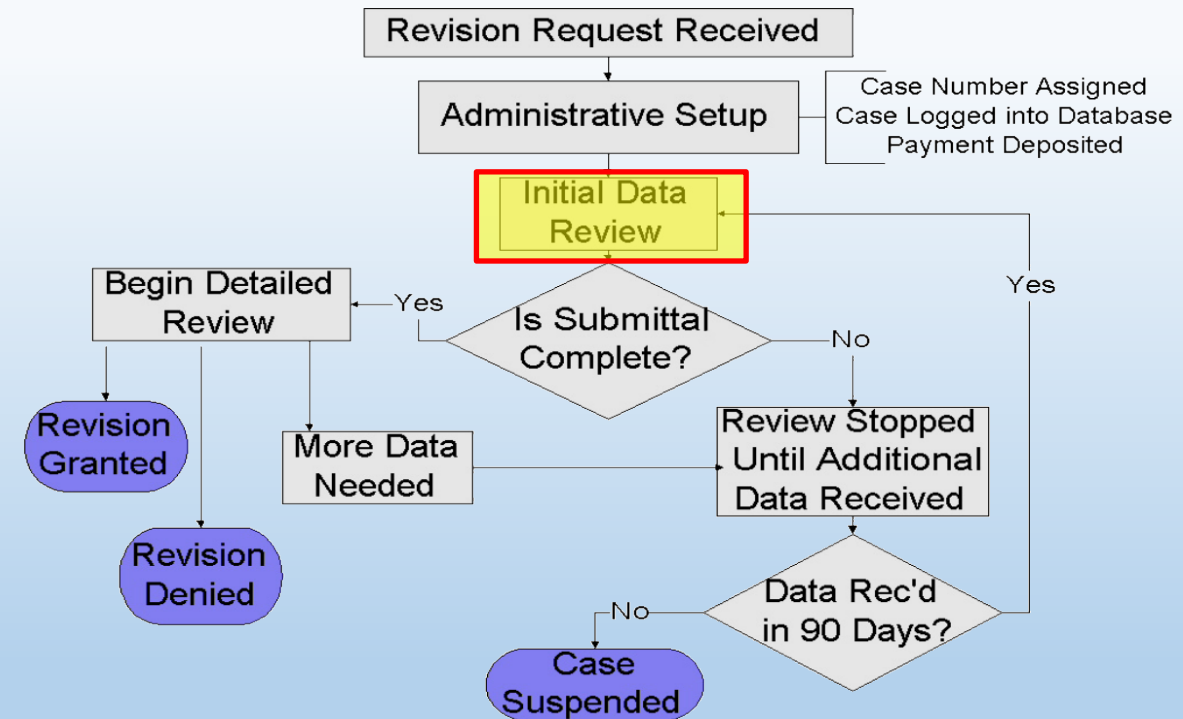 Revision Request Received
Administrative Setup
Case Number Assigned
Case Logged into Database
Payment Deposited
Initial Data
Review
Yes
Begin Detailed
Review
Yes
Is Submittal
Complete?
No
Revision
Granted
More Data
Needed
Review Stopped
Until Additional
Data Received
Revision
Denied
Data Rec'd
in 90 Days?
No
Case
Suspended